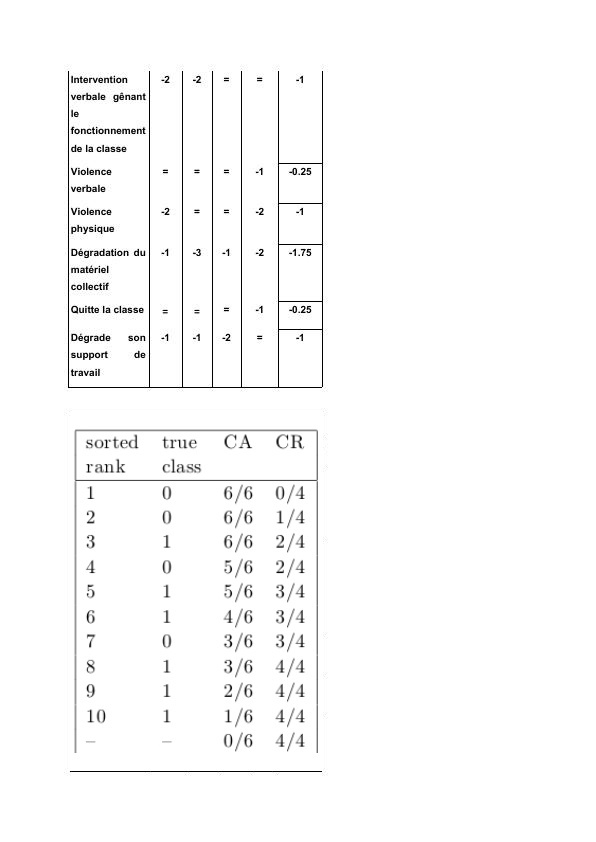 Intervention -2 -2 = = -1
verbale gênant
le
fonctionnement
de la classe
Violence = = = -1 -0.25
verbale
Violence -2 = = -2 -1
physique
Dégradation du -1 -3 -1 -2 -1.75
matériel
collectif
Quitte la classe = = = -1 -0.25
Dégrade son -1 -1 -2 = -1
support de
travail
sorted true CA CR
rank class
1 0 6/6 0/4
2 0 6/6 1/4
3 1 6/6 2/4
4 0 5/6 2/4
5 1 5/6 3/4
6 1 4/6 3/4
7 0 3/6 3/4
8 1 3/6 4/4
9 1 2/6 4/4
10 1 1/6 4/4
– – 0/6 4/4